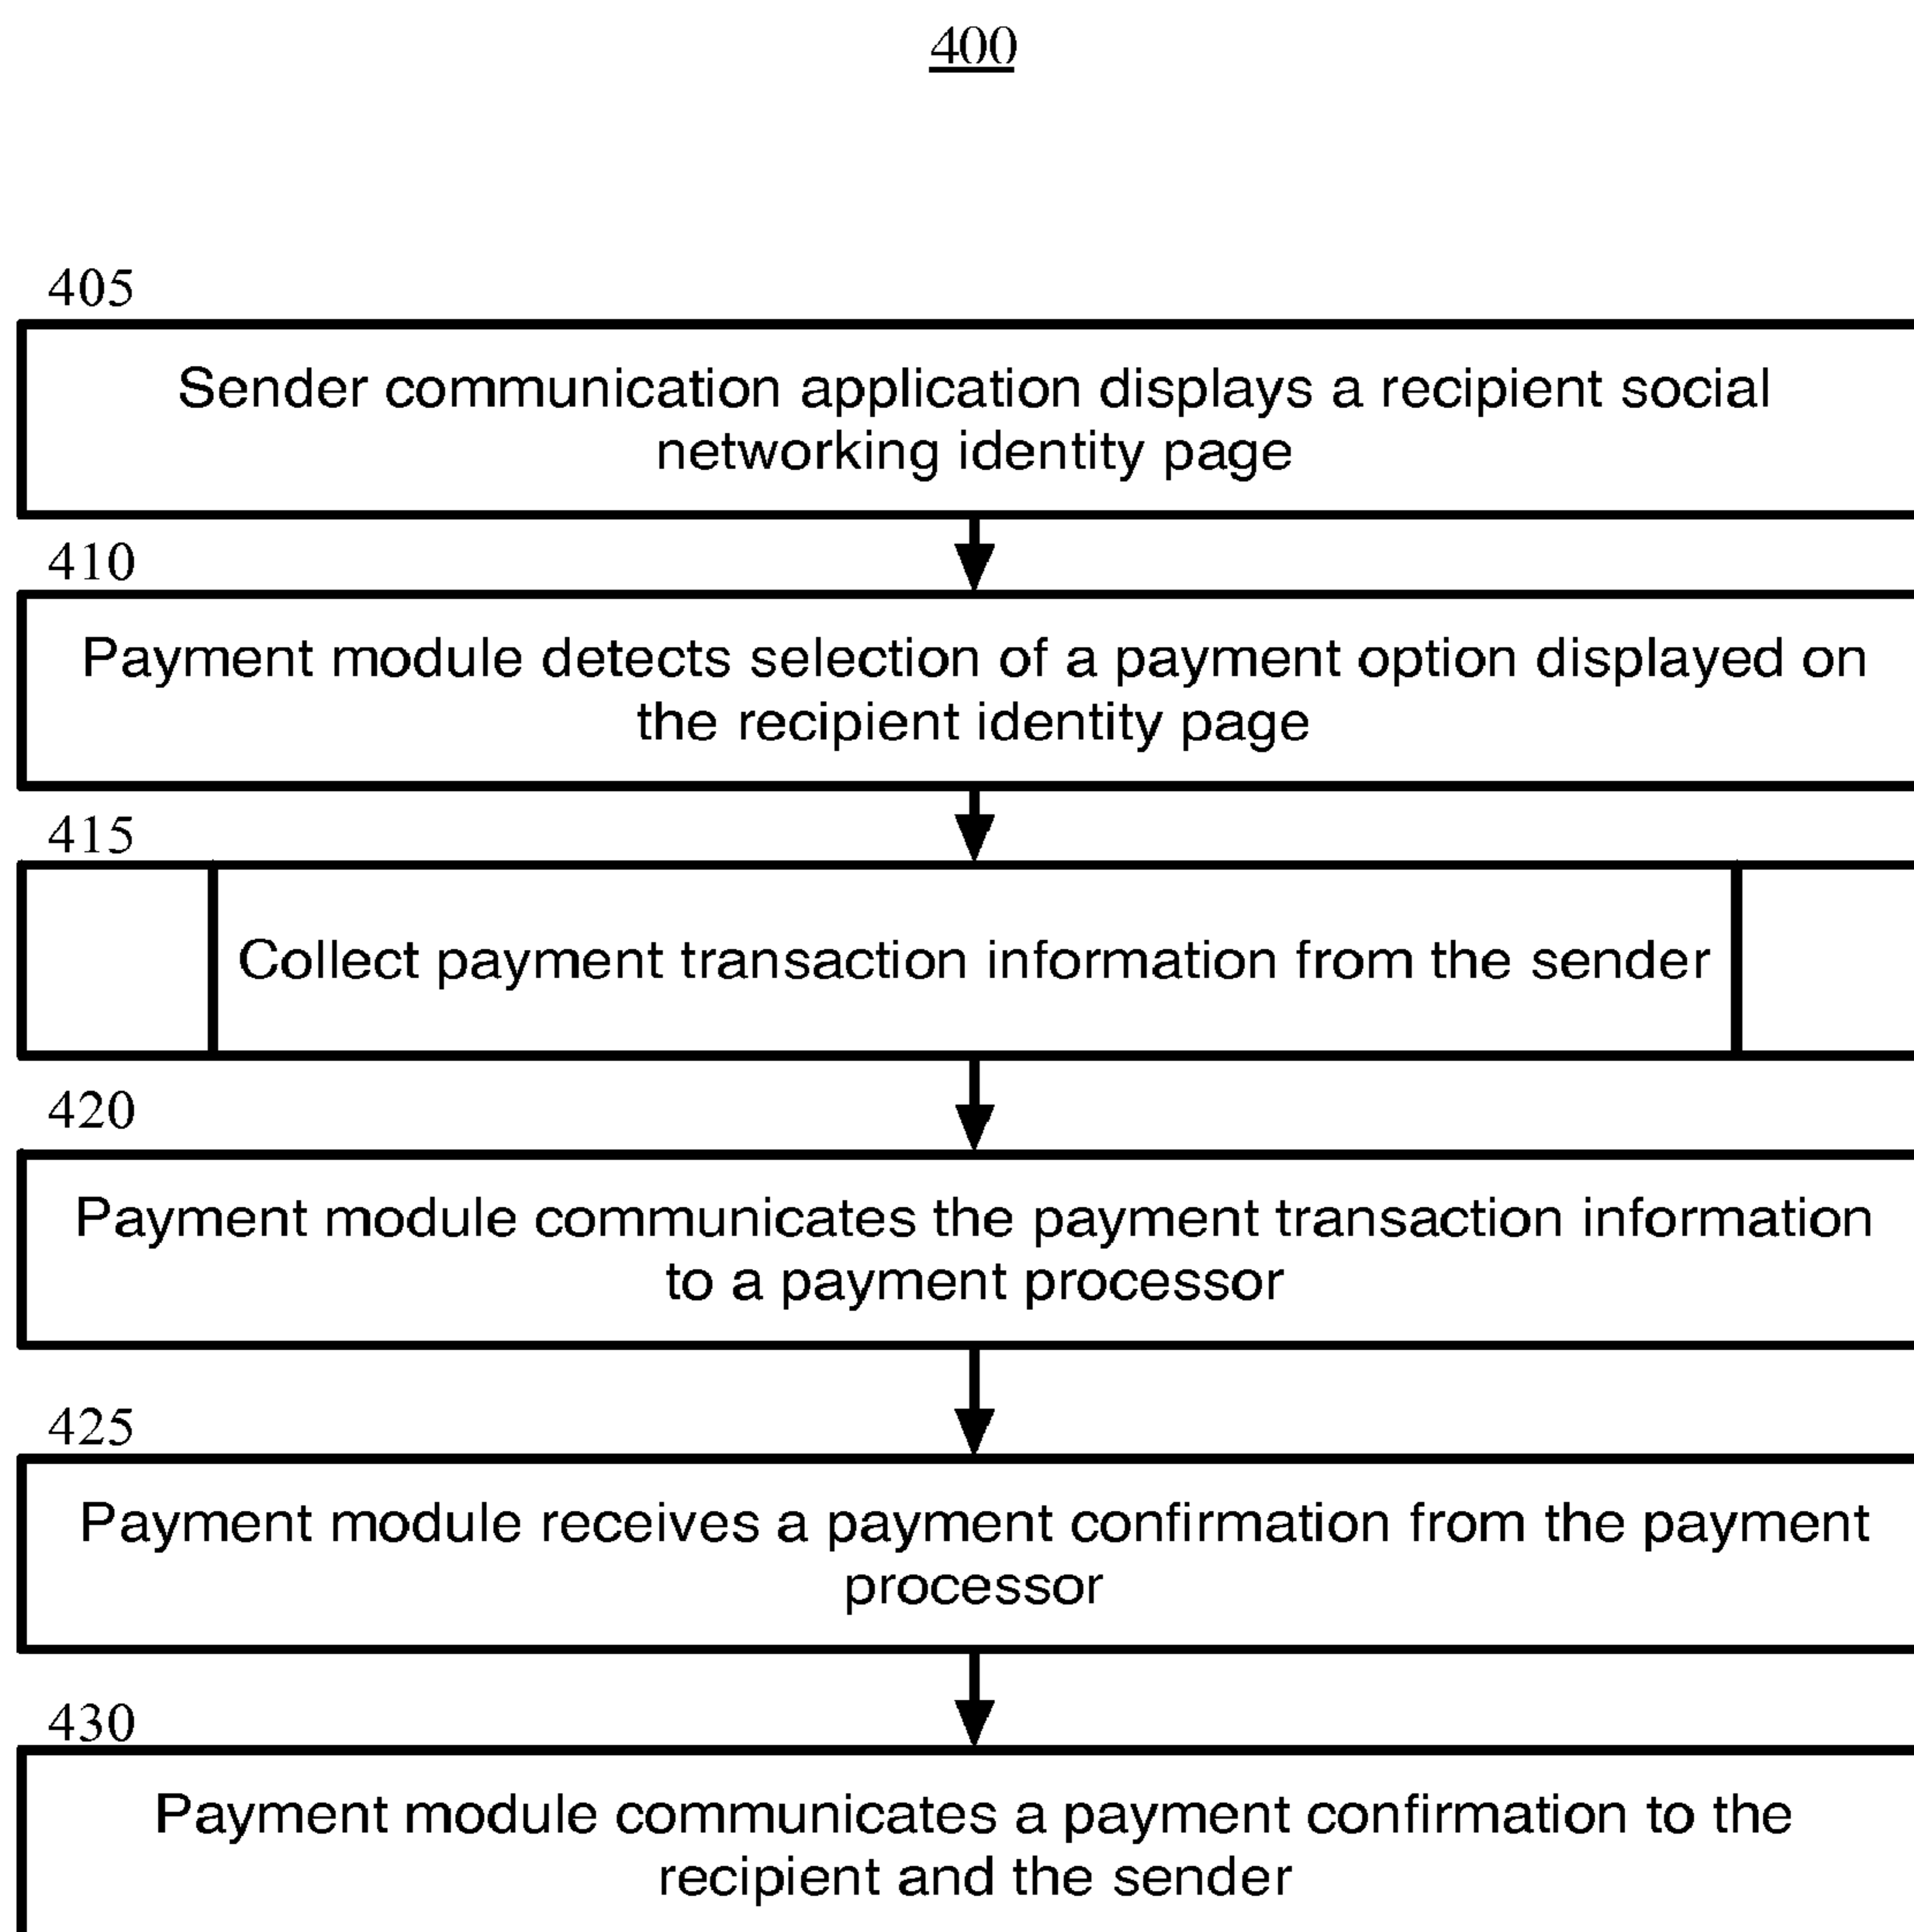 400
405
Sender communication application displays a recipient social
networking identity page
410
Payment module detects selection of a payment option displayed on
the recipient identity page
415
Collect payment transaction information from the sender
420
Payment module communicates the payment transaction information
to a payment processor
425
Payment module receives a payment confirmation from the payment
processor
430
Payment module communicates a payment confirmation to the
recipient and the sender